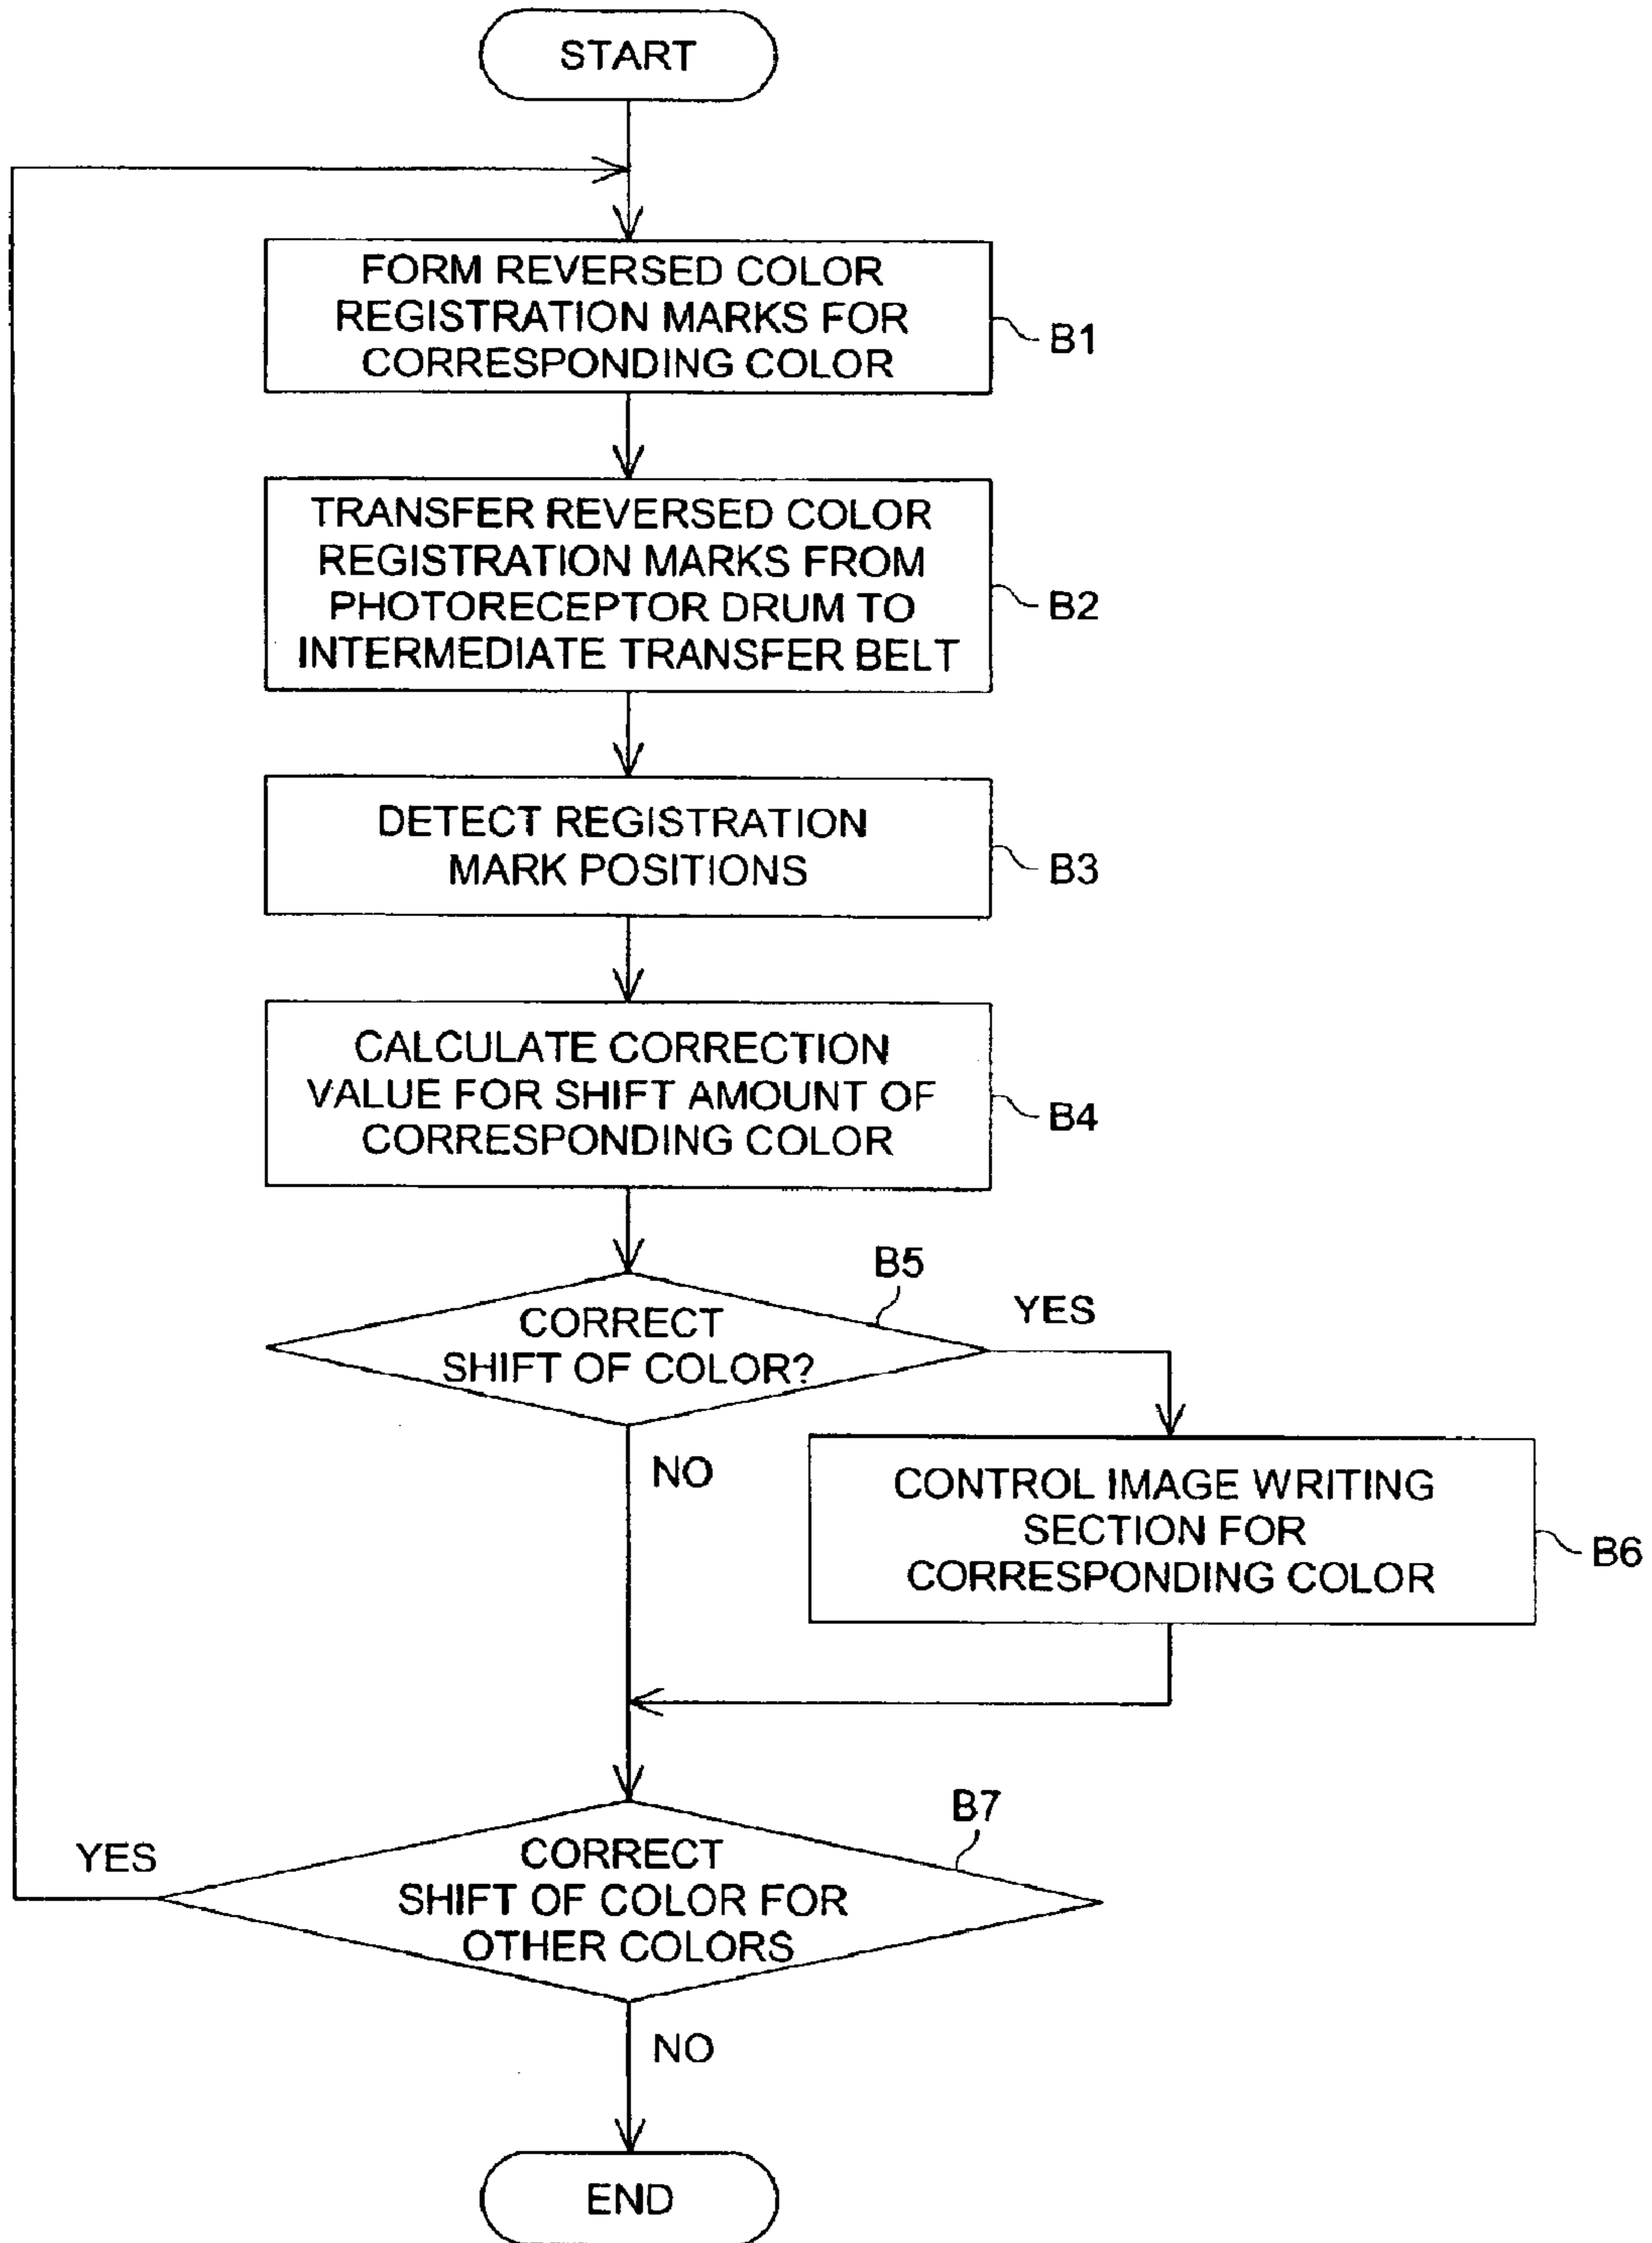 START
FORM REVERSED COLOR
REGISTRATION MARKS FOR
CORRESPONDING COLOR
B1
TRANSFER REVERSED COLOR
REGISTRATION MARKS FROM
PHOTORECEPTOR DRUM TO
INTERMEDIATE TRANSFER BELT
B2
DETECT REGISTRATION
MARK POSITIONS
B3
CALCULATE CORRECTION
VALUE FOR SHIFT AMOUNT OF
CORRESPONDING COLOR
B4
B5
CORRECT
SHIFT OF COLOR?
YES
NO
CONTROL IMAGE WRITING
SECTION FOR
CORRESPONDING COLOR
B6
B7
YES
CORRECT
SHIFT OF COLOR FOR
OTHER COLORS
NO
END